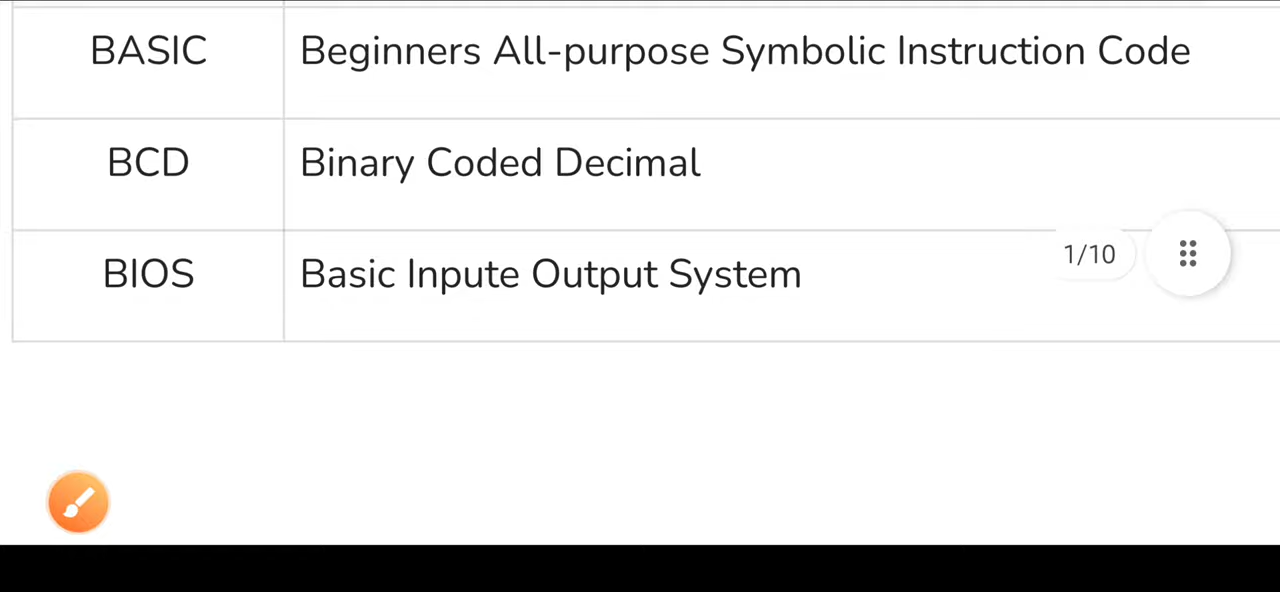 BASIC Beginners All-purpose Symbolic Instruction Code
BCD Binary Coded Decimal
1/10
BIOS Basic Inpute Output System